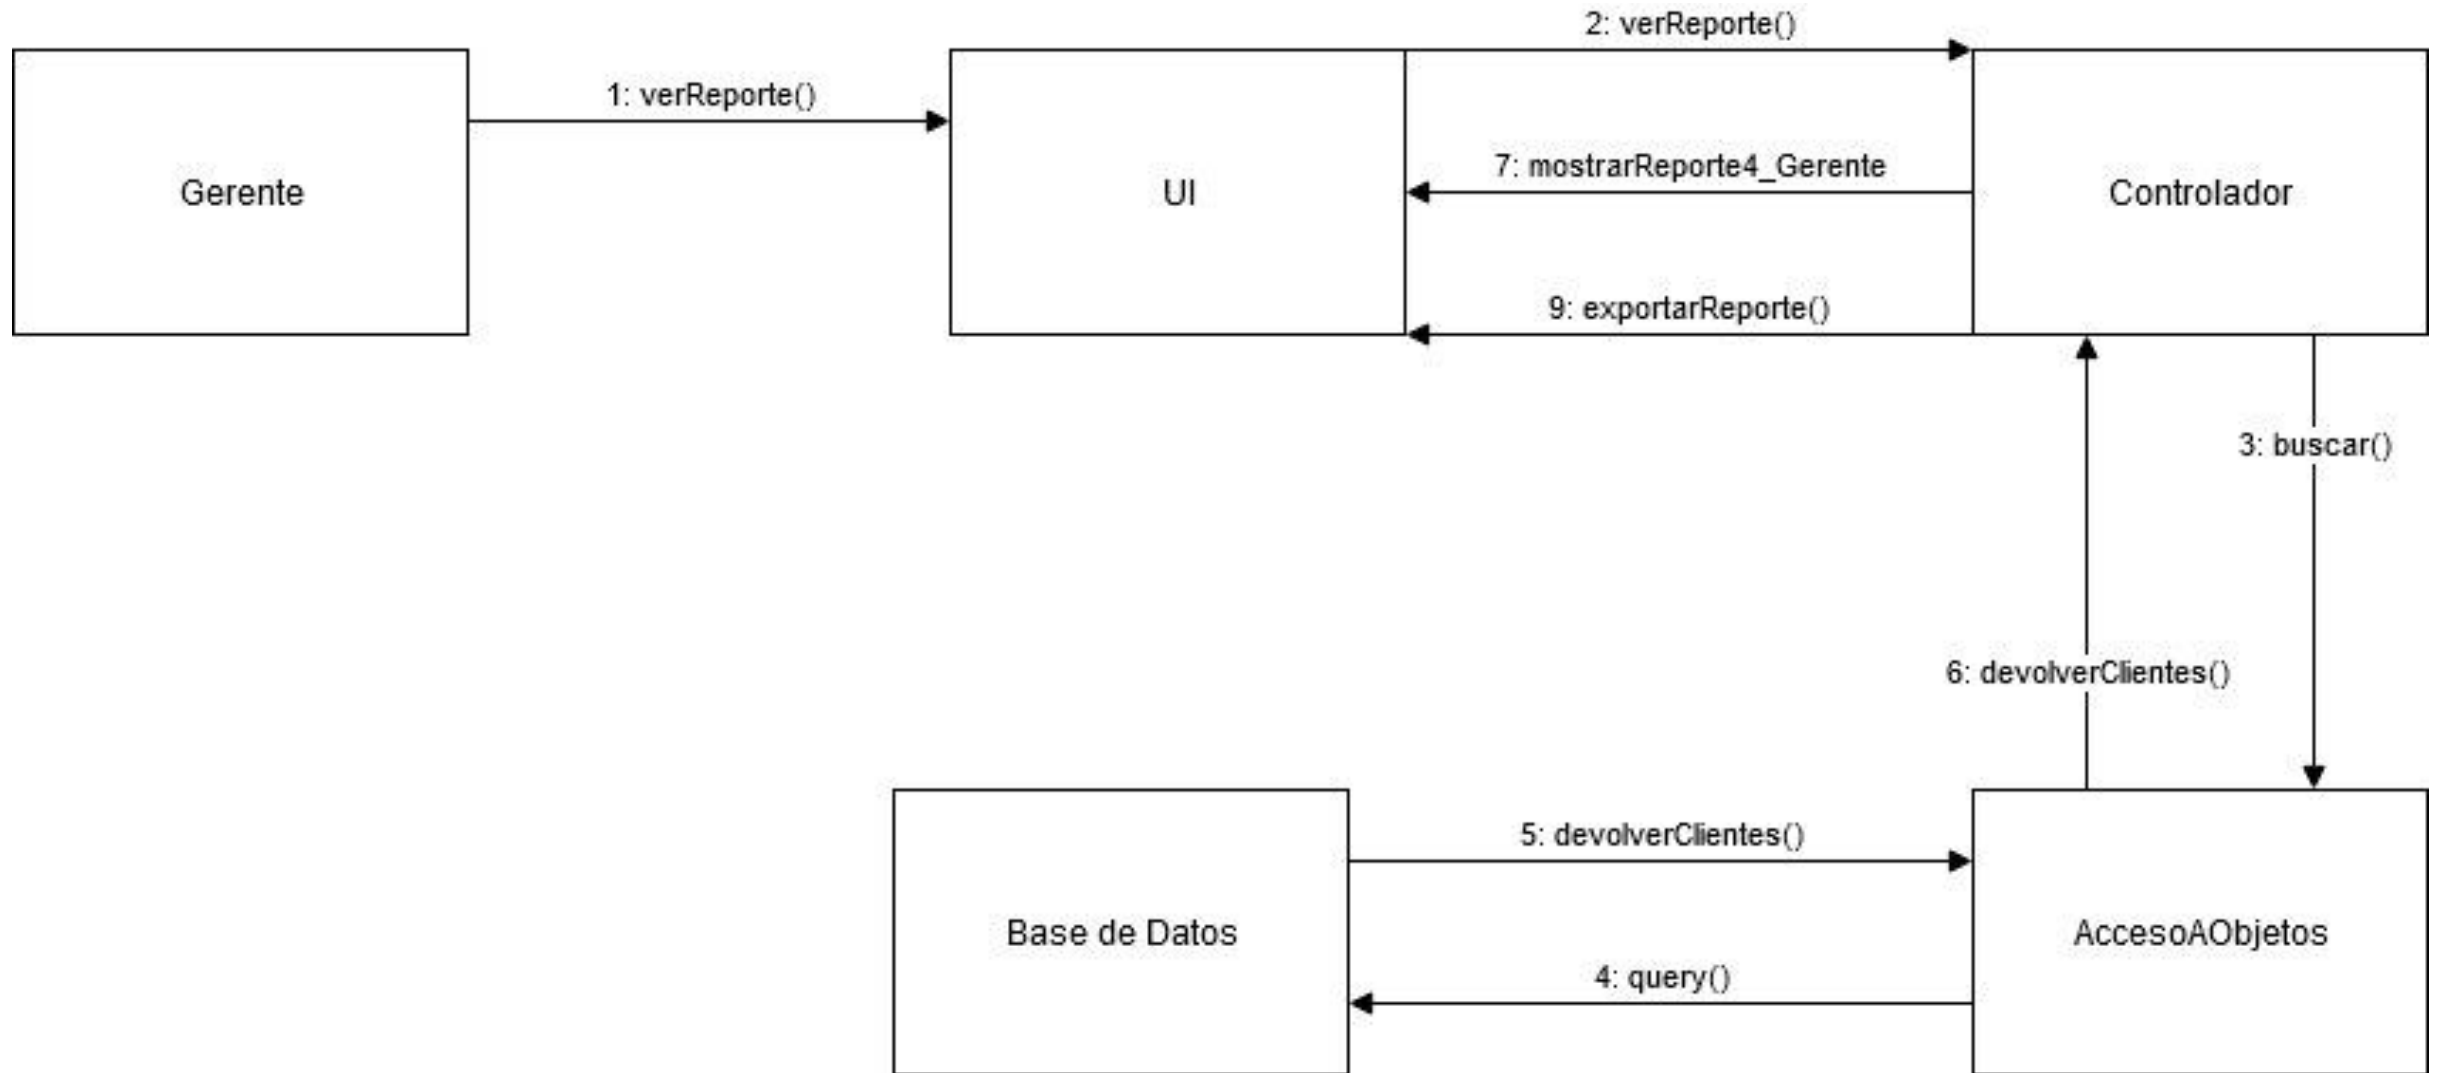 2: verReporte()
1: verReporte()
7: mostrarReporte4_Gerente
Gerente
UI
Controlador
9: exportarReporte()
3: buscar()
6: devolverClientes()
5: devolverClientes()
Base de Datos
AccesoAObjetos
4: query()